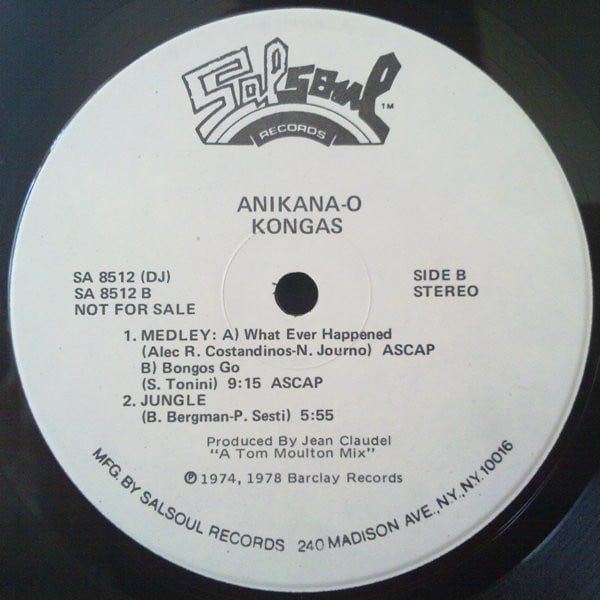 Salsoul ™
RECORDS
ANIKANA-O
KONGAS
SA 8512 (DJ)
SA 8512 B
NOT FOR SALE
SIDE B
STEREO
1. MEDLEY: A) What Ever Happened
(Alec R. Costandinos-N. Journo) ASCAP
B) Bongos Go
(S. Tonini) 9:15 ASCAP
2. JUNGLE
(B. Bergman-P. Sesti) 5:55
Produced By Jean Claudel
"A Tom Moulton Mix"
℗ 1974, 1978 Barclay Records
MFG. BY SALSOUL RECORDS 240 MADISON AVE., NY, NY. 10016